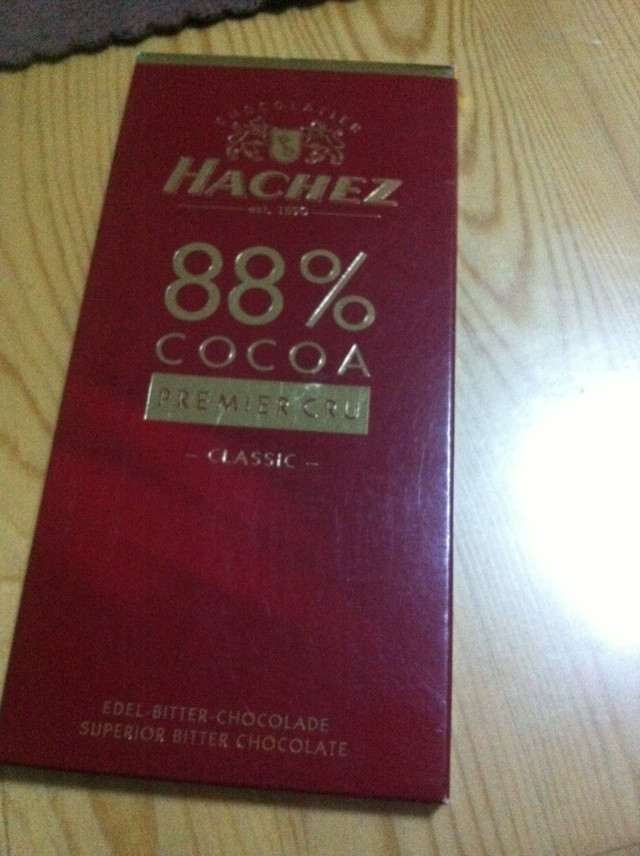 CHOCOLATIER
HACHEZ
est. 1890
88%
COCOA
PREMIER CRU
– CLASSIC –
EDEL-BITTER-CHOCOLADE
SUPERIOR BITTER CHOCOLATE